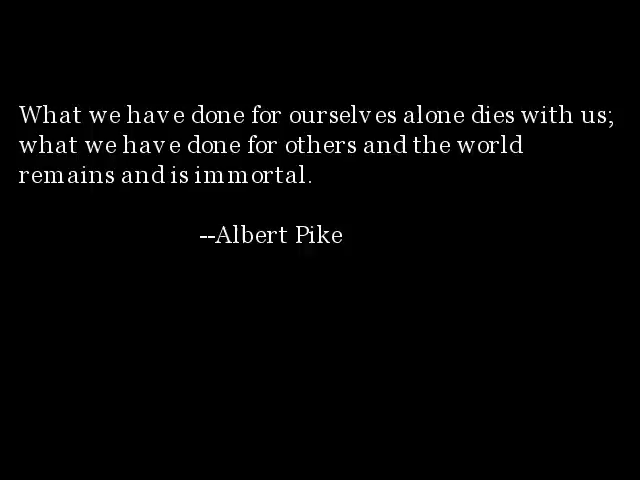 What we have done for ourselves alone dies with us;
what we have done for others and the world
remains and is immortal.
--Albert Pike